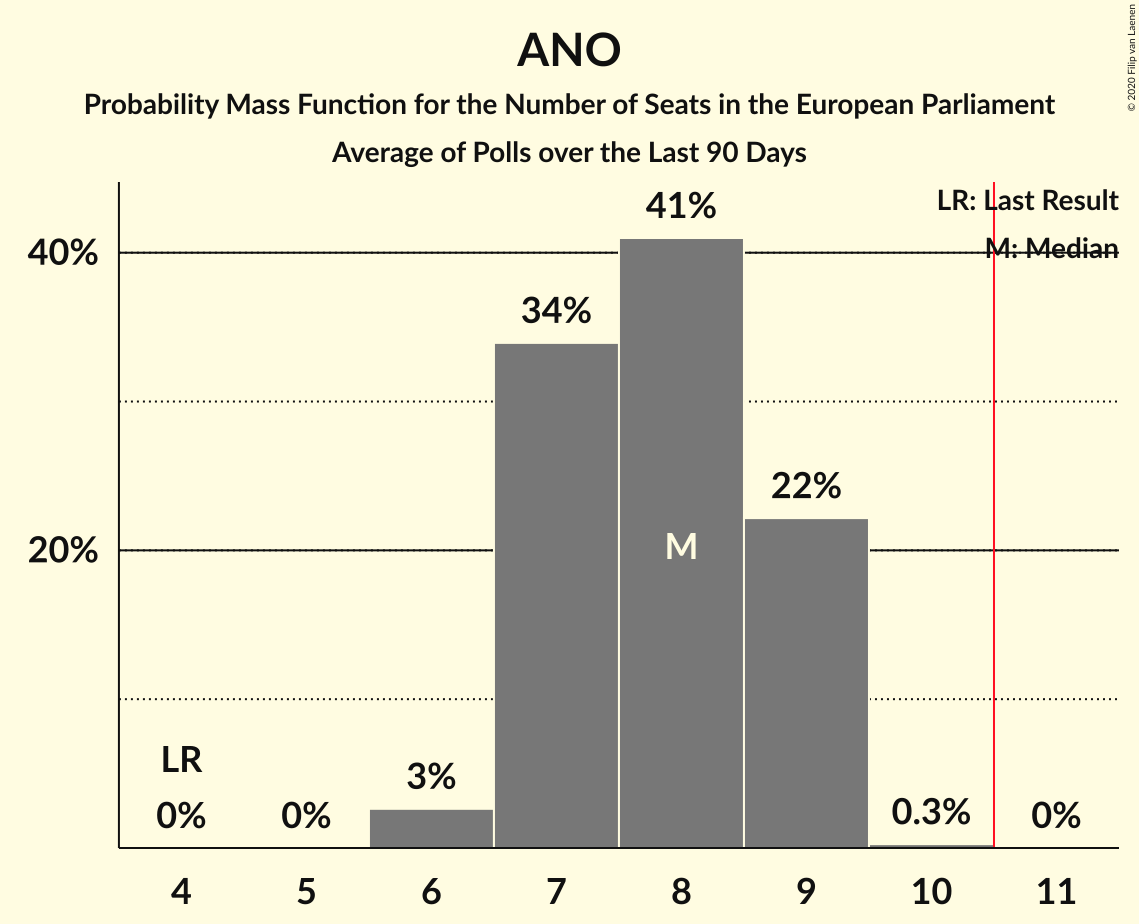 ANO
Probability Mass Function for the Number of Seats in the European Parliament
Average of Polls over the Last 90 Days
© 2020 Filip van Laenen
LR: Last Result
M: Median
41%
40%
34%
22%
M
20%
LR
3%
0%
0%
0.3%
0%
4 5 6 7 8 9 10 11